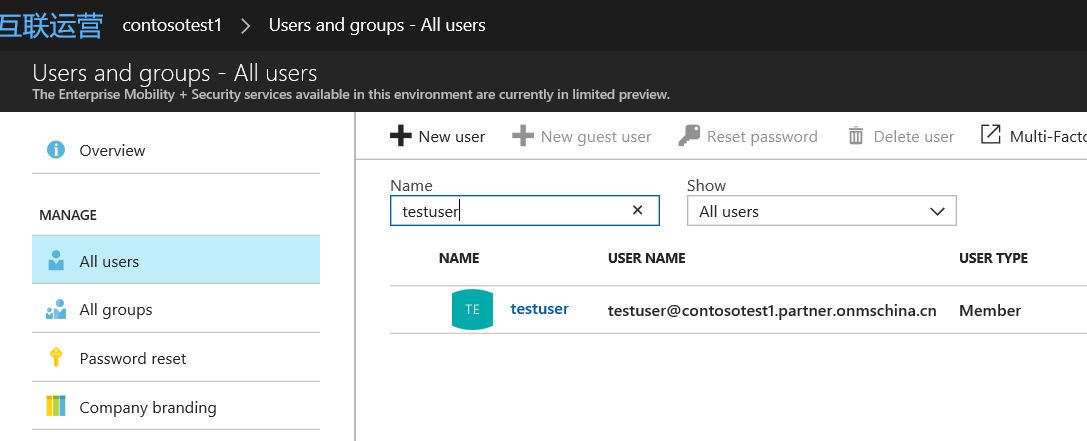 互联运营 contosotest1 > Users and groups - All users
Users and groups - All users
The Enterprise Mobility + Security services available in this environment are currently in limited preview.
Overview
MANAGE
All users
All groups
Password reset
Company branding
New user New guest user Reset password Delete user Multi-Facto
Name Show
testuser All users
NAME USER NAME USER TYPE
TE testuser testuser@contosotest1.partner.onmschina.cn Member